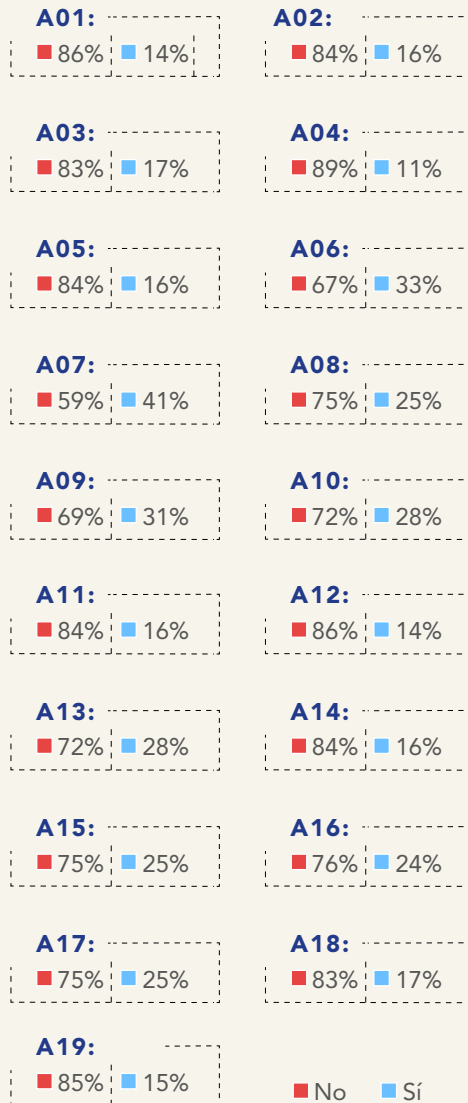 A01:
86% 14%
A02:
84% 16%
A03:
83% 17%
A04:
89% 11%
A05:
84% 16%
A06:
67% 33%
A07:
59% 41%
A08:
75% 25%
A09:
69% 31%
A10:
72% 28%
A11:
84% 16%
A12:
86% 14%
A13:
72% 28%
A14:
84% 16%
A15:
75% 25%
A16:
76% 24%
A17:
75% 25%
A18:
83% 17%
A19:
85% 15%
No Sí